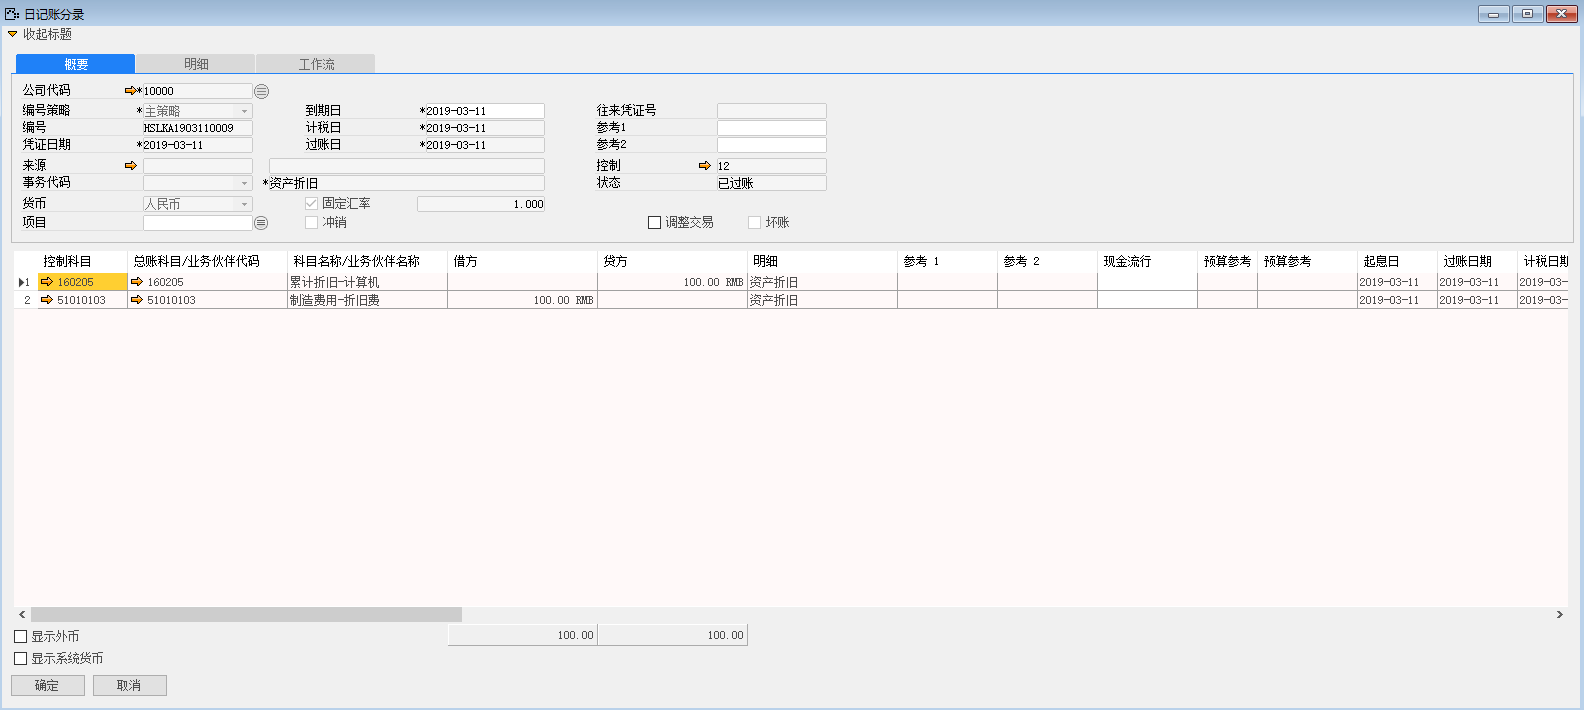 日记账分录
收起标题
概要 明细 工作流
公司代码 *10000
编号策略 *主策略 到期日 *2019-03-11 往来凭证号
编号 HSLKA1903110009 计税日 *2019-03-11 参考1
凭证日期 *2019-03-11 过账日 *2019-03-11 参考2
来源 控制 12
事务代码 *资产折旧 状态 已过账
货币 人民币 固定汇率 1.000
项目 冲销 调整交易 坏账
控制科目 总账科目/业务伙伴代码 科目名称/业务伙伴名称 借方 贷方 明细 参考 1 参考 2 现金流行 预算参考 预算参考 起息日 过账日期 计税日期
1 160205 160205 累计折旧-计算机 100.00 RMB 资产折旧 2019-03-11 2019-03-11 2019-03-
2 51010103 51010103 制造费用-折旧费 100.00 RMB 资产折旧 2019-03-11 2019-03-11 2019-03-
显示外币 100.00 100.00
显示系统货币
确定 取消